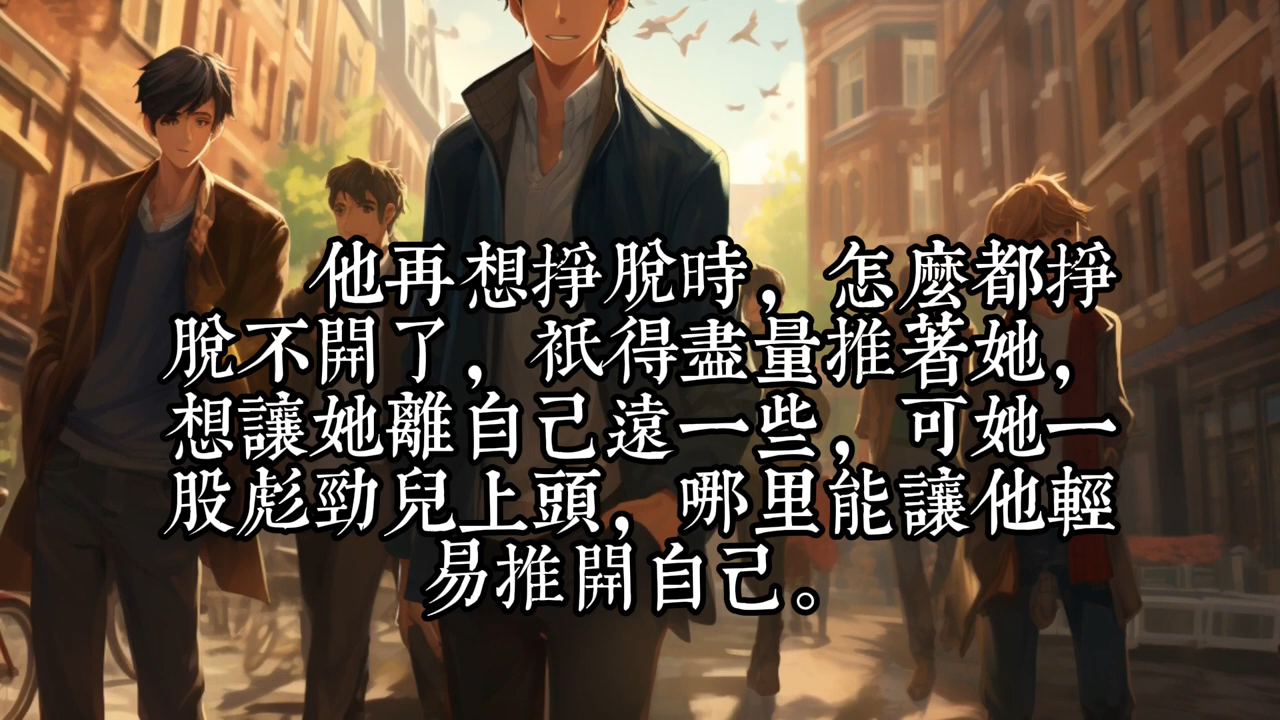 他再想掙脫時，怎麼都掙
脫不開了，衹得盡量推著她，
想讓她離自己遠一些，可她一
股彪勁兒上頭，哪里能讓他輕
易推開自己。